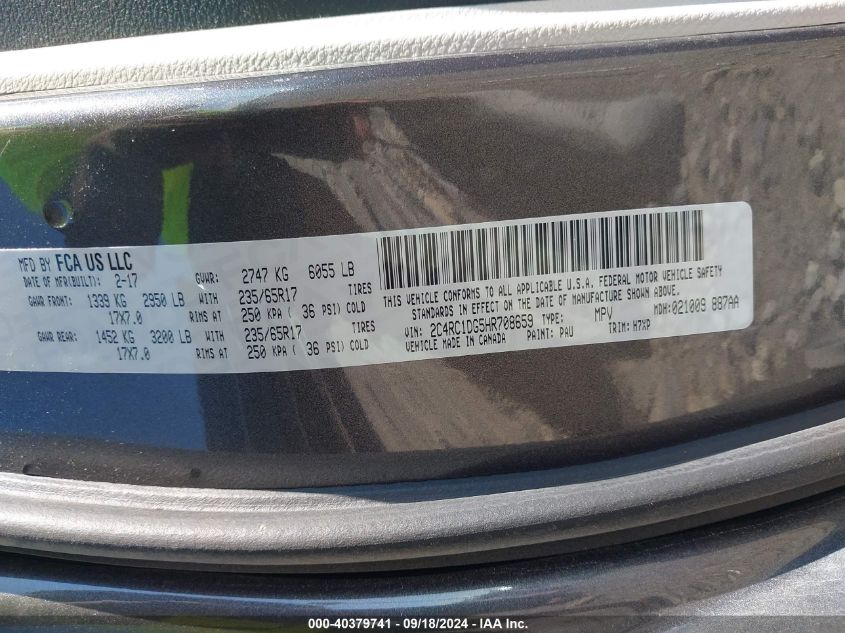 MFD BY FCA US LLC
DATE OF MFR(BUILT): 2-17
GVWR: 2747 KG 6055 LB
GAWR FRONT: 1339 KG 2950 LB WITH 235/65R17 TIRES
17X7.0 RIMS AT 250 KPA ( 36 PSI) COLD
GAWR REAR: 1452 KG 3200 LB WITH 235/65R17 TIRES
17X7.0 RIMS AT 250 KPA ( 36 PSI) COLD
THIS VEHICLE CONFORMS TO ALL APPLICABLE U.S.A. FEDERAL MOTOR VEHICLE SAFETY
STANDARDS IN EFFECT ON THE DATE OF MANUFACTURE SHOWN ABOVE.
VIN: 2C4RC1DG5HR708659 TYPE: MPV MDH: 021009 887AA
VEHICLE MADE IN CANADA PAINT: PAU TRIM: H7XP
000-40379741 - 09/18/2024 - WWW.IAAI.COM